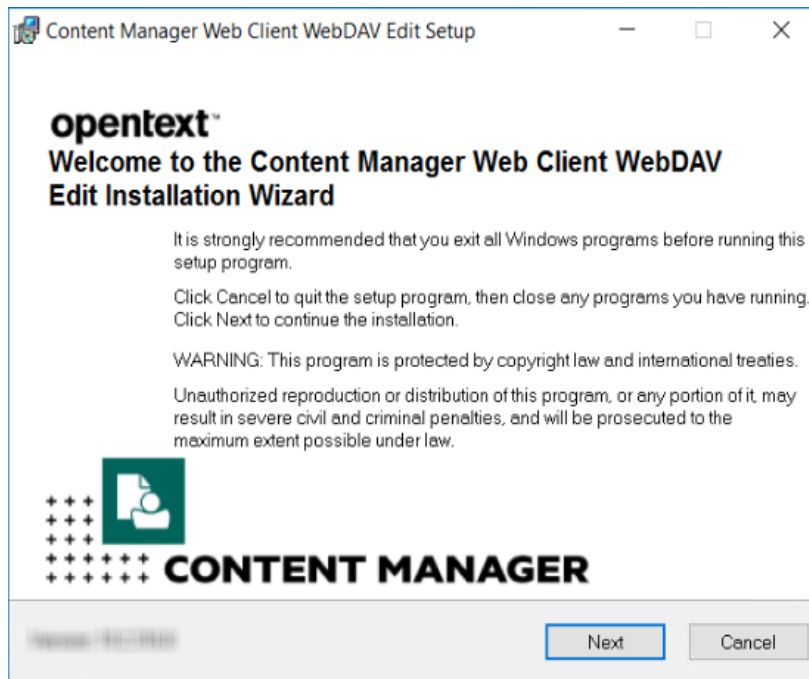 Content Manager Web Client WebDAV Edit Setup
opentext™
Welcome to the Content Manager Web Client WebDAV
Edit Installation Wizard
It is strongly recommended that you exit all Windows programs before running this
setup program.
Click Cancel to quit the setup program, then close any programs you have running.
Click Next to continue the installation.
WARNING: This program is protected by copyright law and international treaties.
Unauthorized reproduction or distribution of this program, or any portion of it, may
result in severe civil and criminal penalties, and will be prosecuted to the
maximum extent possible under law.
CONTENT MANAGER
Next
Cancel